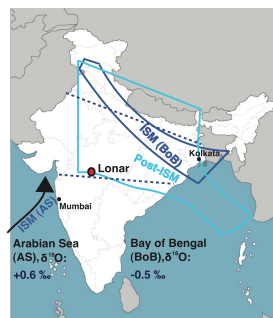 ISM (BoB)
Kolkata
Post-ISM
Lonar
ISM (AS)
Mumbai
Arabian Sea
(AS), δ¹⁸O:
+0.6 ‰
Bay of Bengal
(BoB), δ¹⁸O:
-0.5 ‰